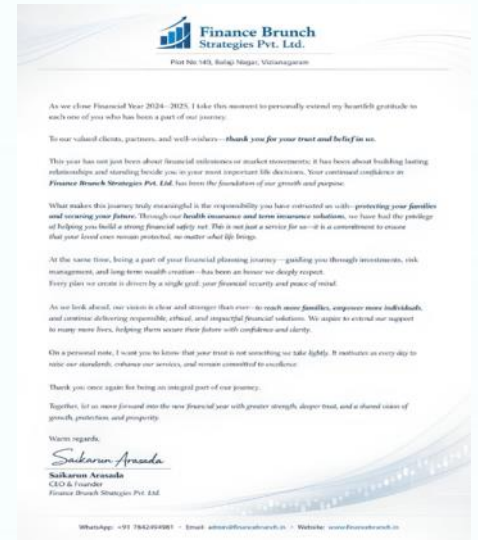 Finance Brunch
Strategies Pvt. Ltd.
Plot No 140, Balaji Nagar, Vizianagaram
As we close Financial Year 2024—2025, I take this moment to personally extend my heartfelt gratitude to
each one of you who has been a part of our journey.
To our valued clients, partners, and well-wishers—thank you for your trust and belief in us.
This year has not just been about financial milestones or market movements; it has been about building lasting
relationships and standing beside you in your most important life decisions. Your continued confidence in
Finance Brunch Strategies Pvt. Ltd. has been the foundation of our growth and purpose.
What makes this journey truly meaningful is the responsibility you have entrusted us with—protecting your families
and securing your future. Through our health insurance and term insurance solutions, we have had the privilege
of helping you build a strong financial safety net. This is not just a service for us—it is a commitment to ensure
that your loved ones remain protected, no matter what life brings.
At the same time, being a part of your financial planning journey—guiding you through investments, risk
management, and long-term wealth creation—has been an honor we deeply respect.
Every plan we create is driven by a single goal: your financial security and peace of mind.
As we look ahead, our vision is clear and stronger than ever—to reach more families, empower more individuals,
and continue delivering responsible, ethical, and impactful financial solutions. We aspire to extend our support
to many more lives, helping them secure their future with confidence and clarity.
On a personal note, I want you to know that your trust is not something we take lightly. It motivates us every day to
raise our standards, enhance our services, and remain committed to excellence.
Thank you once again for being an integral part of our journey.
Together, let us move forward into the new financial year with greater strength, deeper trust, and a shared vision of
growth, protection, and prosperity.
Warm regards,
Saikarun Arasada
Saikarun Arasada
CEO & Founder
Finance Brunch Strategies Pvt. Ltd.
WhatsApp: +91 7842494981 · Email: admin@financebrunch.in · Website: www.financebrunch.in